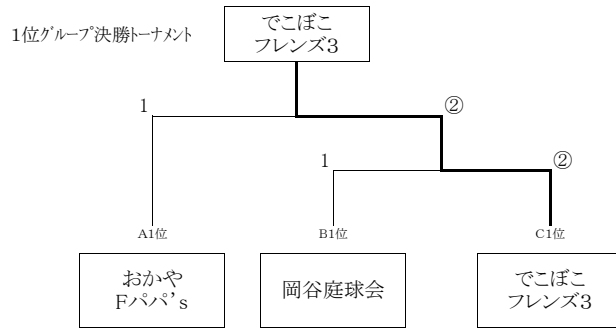 1位グループ決勝トーナメント
でこぼこ
フレンズ3
1
②
1
②
A1位
B1位
C1位
おかや
Fパパ’s
岡谷庭球会
でこぼこ
フレンズ3